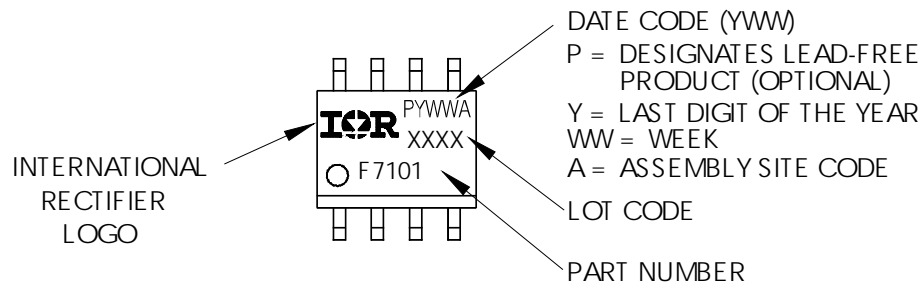 DATE CODE (YWW)
P = DESIGNATES LEAD-FREE
PRODUCT (OPTIONAL)
Y = LAST DIGIT OF THE YEAR
WW = WEEK
A = ASSEMBLY SITE CODE
LOT CODE
PART NUMBER
INTERNATIONAL
RECTIFIER
LOGO
IOR
PYWWA
XXXX
F7101